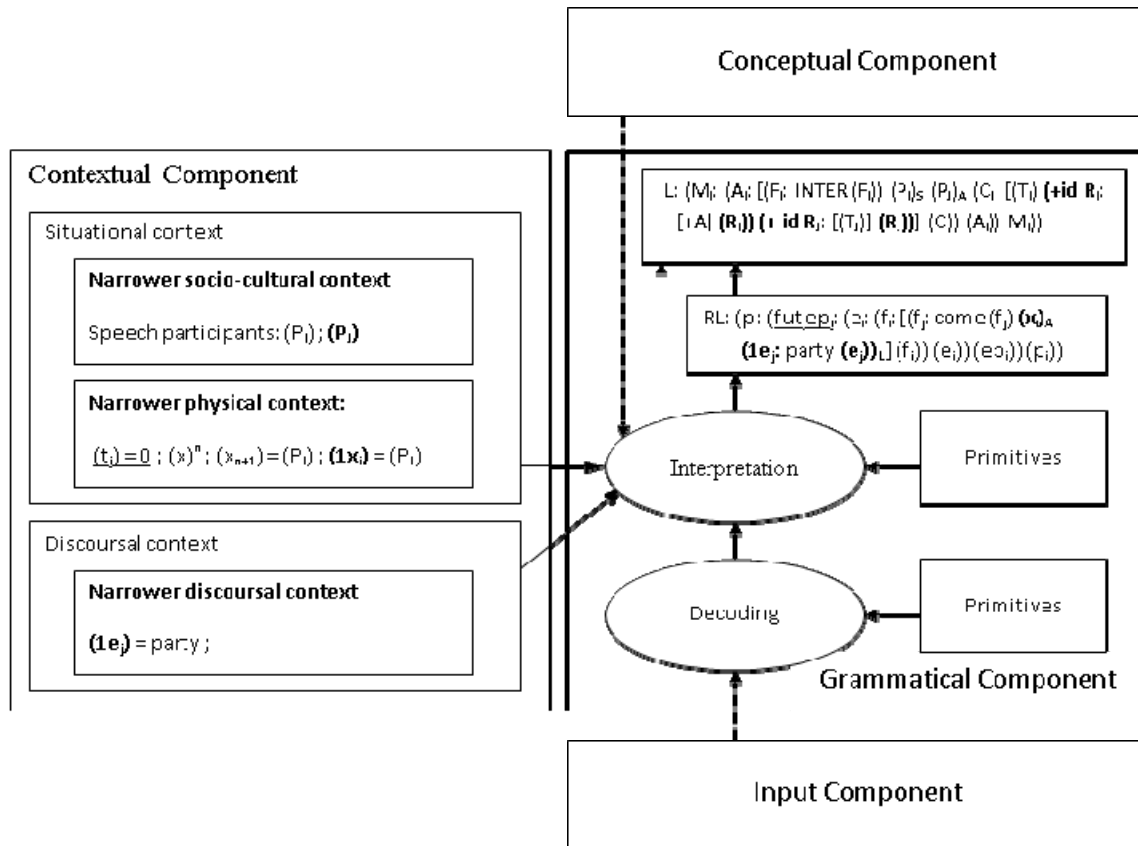 Conceptual Component
Contextual Component
Situational context
Narrower socio-cultural context
Speech participants: (Pᵢ) ; (Pⱼ)
Narrower physical context:
(tᵢ) = 0 ; (x)ⁿ ; (xₙ₊₁) = (Pᵢ) ; (1xᵢ) = (Pⱼ)
Discoursal context
Narrower discoursal context
(1eⱼ) = party ;
(Mᵢ: (Aᵢ: [(Fᵢ: INTER (Fᵢ)) (Pᵢ)S (Pⱼ)A (Cᵢ [(Tᵢ) (+id Rᵢ:
(Rᵢ)) (+ id Rⱼ: [(Tⱼ)] (Rⱼ))] (Cᵢ)) (Aᵢ)) Mᵢ))
RL: (pᵢ (fut epᵢ: (eᵢ: (fᵢ: [(fⱼ: come (fⱼ)
(1eⱼ: party (eⱼ))L] (fᵢ)) (eᵢ)) (epᵢ)) (pᵢ))
Interpretation
Primitives
Decoding
Primitives
Grammatical Component
Input Component